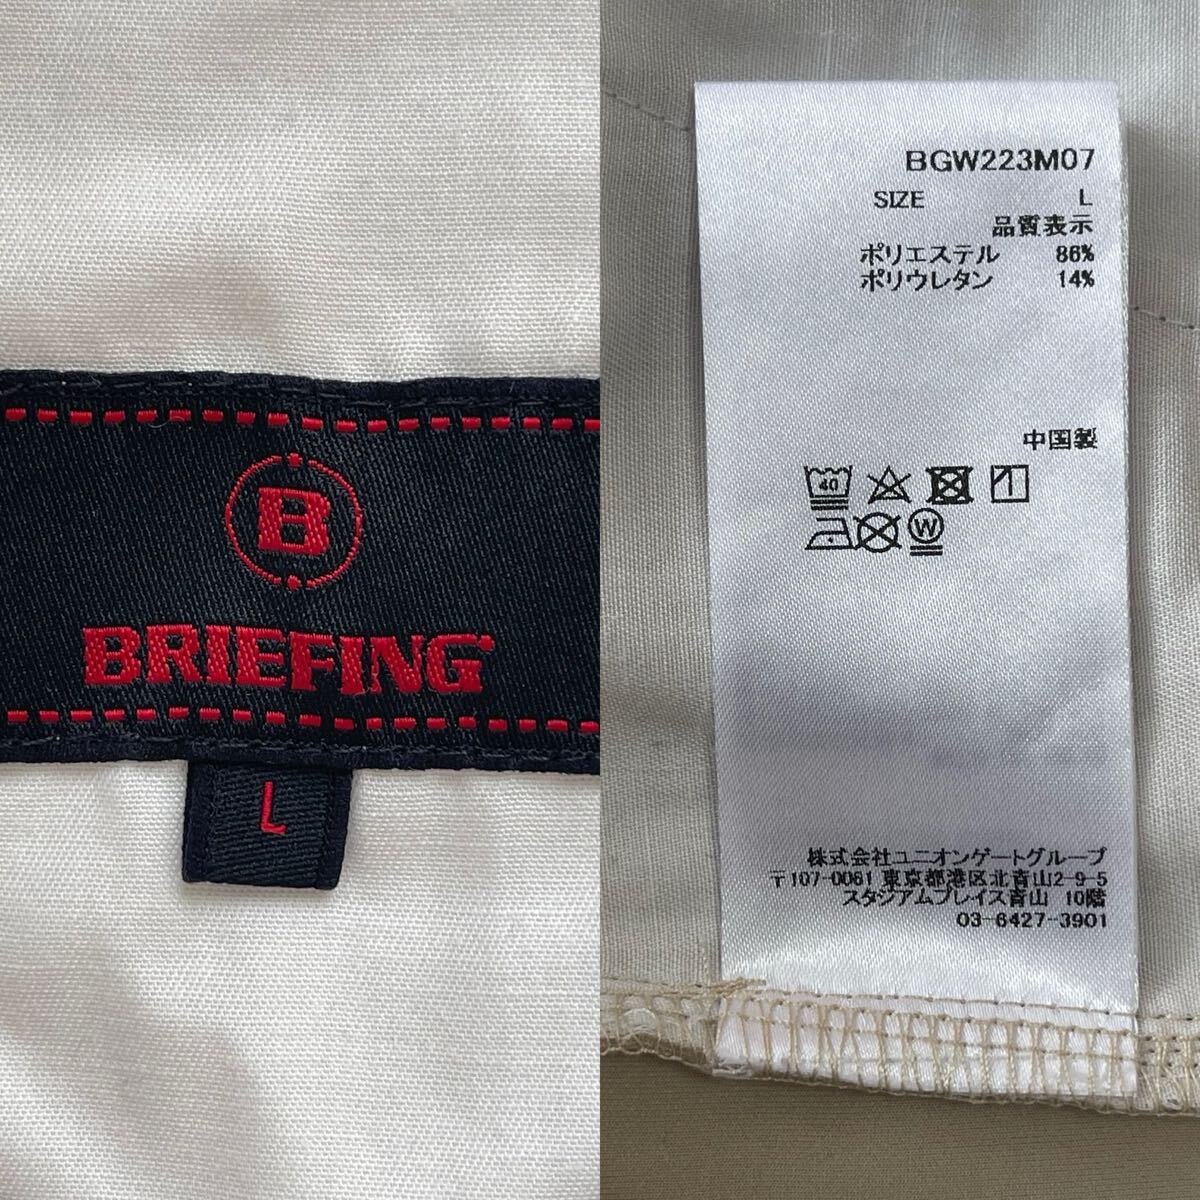 B
BRIEFING
L
BGW223M07
SIZE L
品質表示
ポリエステル 86%
ポリウレタン 14%
中国製
40
W
株式会社ユニオンゲートグループ
〒107-0061 東京都港区北青山2-9-5
スタジアムプレイス青山 10階
03-6427-3901